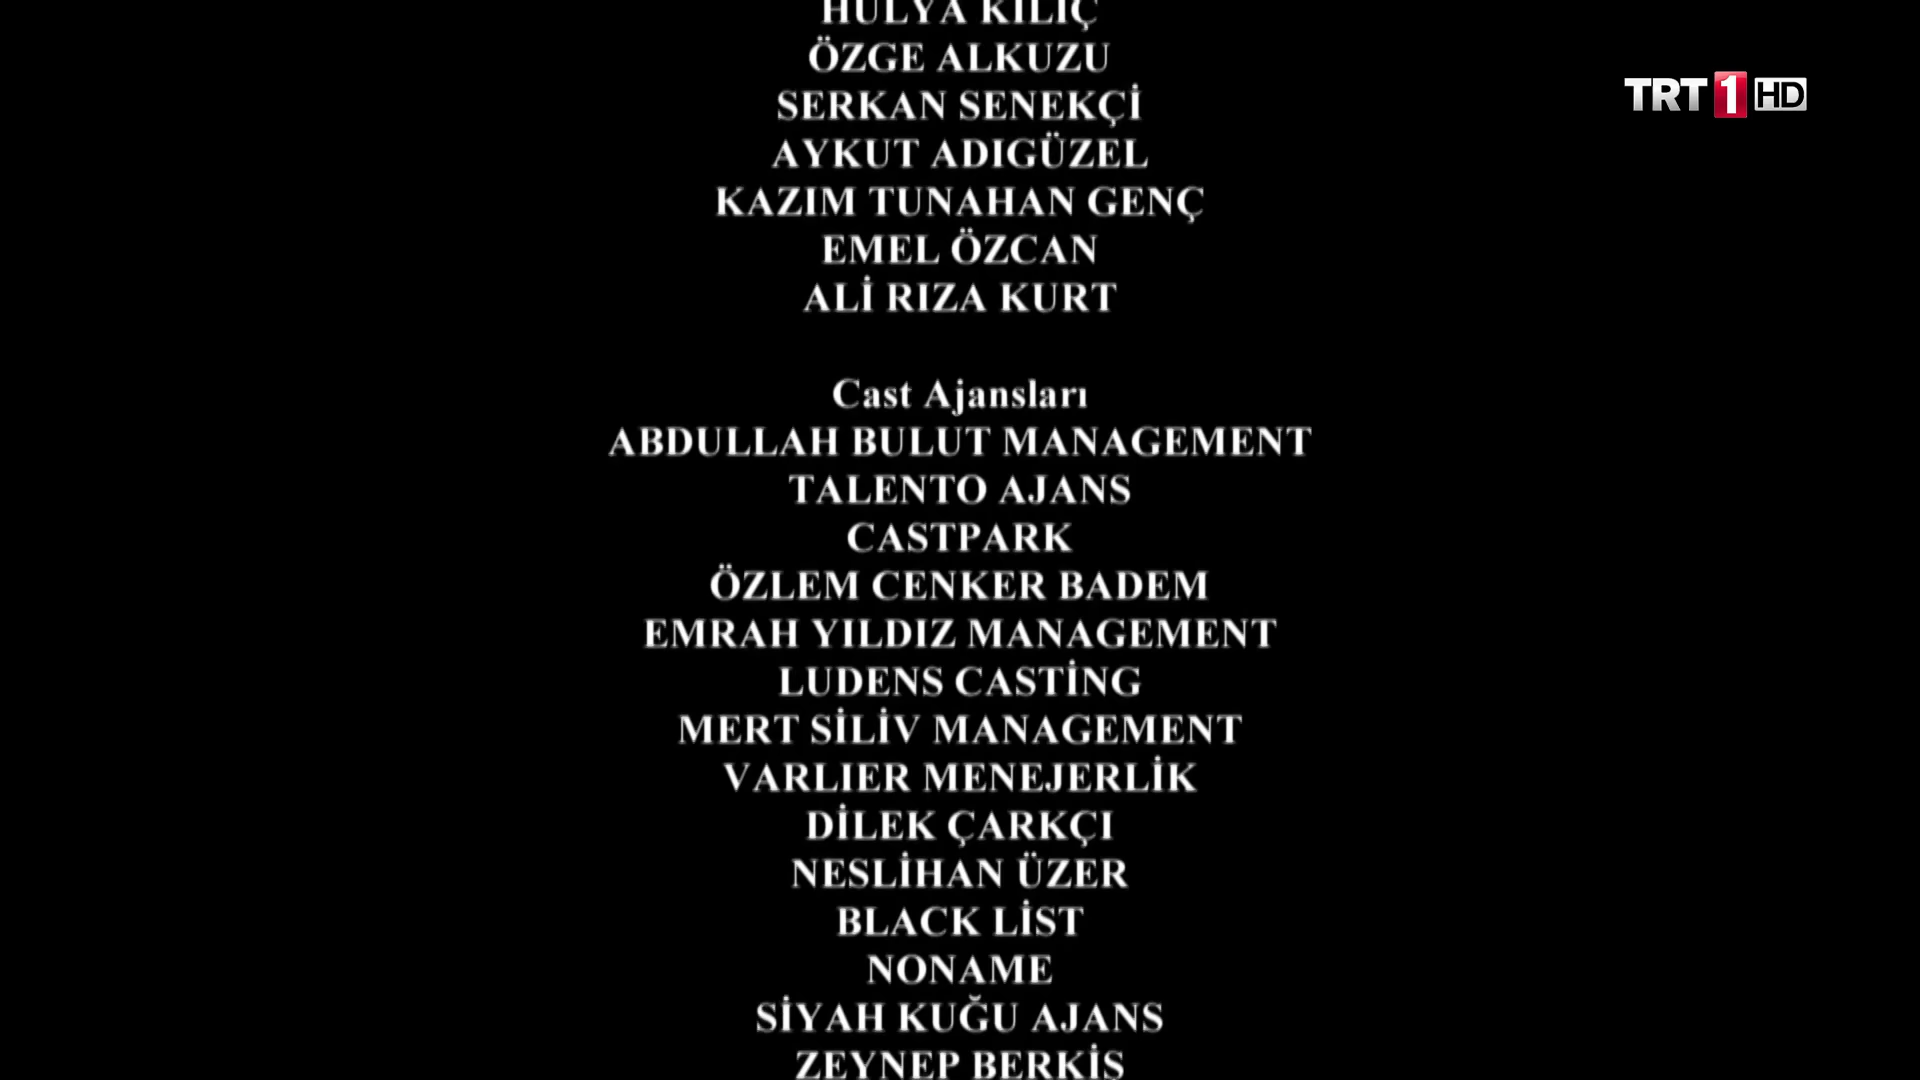 HÜLYA KILIÇ
ÖZGE ALKUZU
TRT 1 HD
SERKAN SENEKÇİ
AYKUT ADIGÜZEL
KAZIM TUNAHAN GENÇ
EMEL ÖZCAN
ALİ RIZA KURT
Cast Ajansları
ABDULLAH BULUT MANAGEMENT
TALENTO AJANS
CASTPARK
ÖZLEM CENKER BADEM
EMRAH YILDIZ MANAGEMENT
LUDENS CASTİNG
MERT SİLİV MANAGEMENT
VARLIER MENEJERLİK
DİLEK ÇARKÇI
NESLİHAN ÜZER
BLACK LİST
NONAME
SİYAH KUĞU AJANS
ZEYNEP